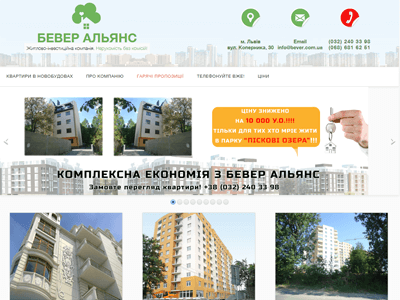 БЕВЕР АЛЬЯНС
Житлово-інвестиційна компанія. Нерухомість без комісії
м. Львів
вул. Коперника, 30
Email
info@bever.com.ua
(032) 240 33 98
(063) 601 62 51
КВАРТИРИ В НОВОБУДОВАХ ПРО КОМПАНІЮ ГАРЯЧІ ПРОПОЗИЦІЇ ТЕЛЕФОНУЙТЕ ВЖЕ! ЦІНИ
ЦІНУ ЗНИЖЕНО
НА 10 000 У.О.!!!!
ТІЛЬКИ ДЛЯ ТИХ ХТО МРІЄ ЖИТИ
В ПАРКУ "ПІСКОВІ ОЗЕРА"!!!
КОМПЛЕКСНА ЕКОНОМІЯ З БЕВЕР АЛЬЯНС
Замовте перегляд квартири! +38 (032) 240 33 98